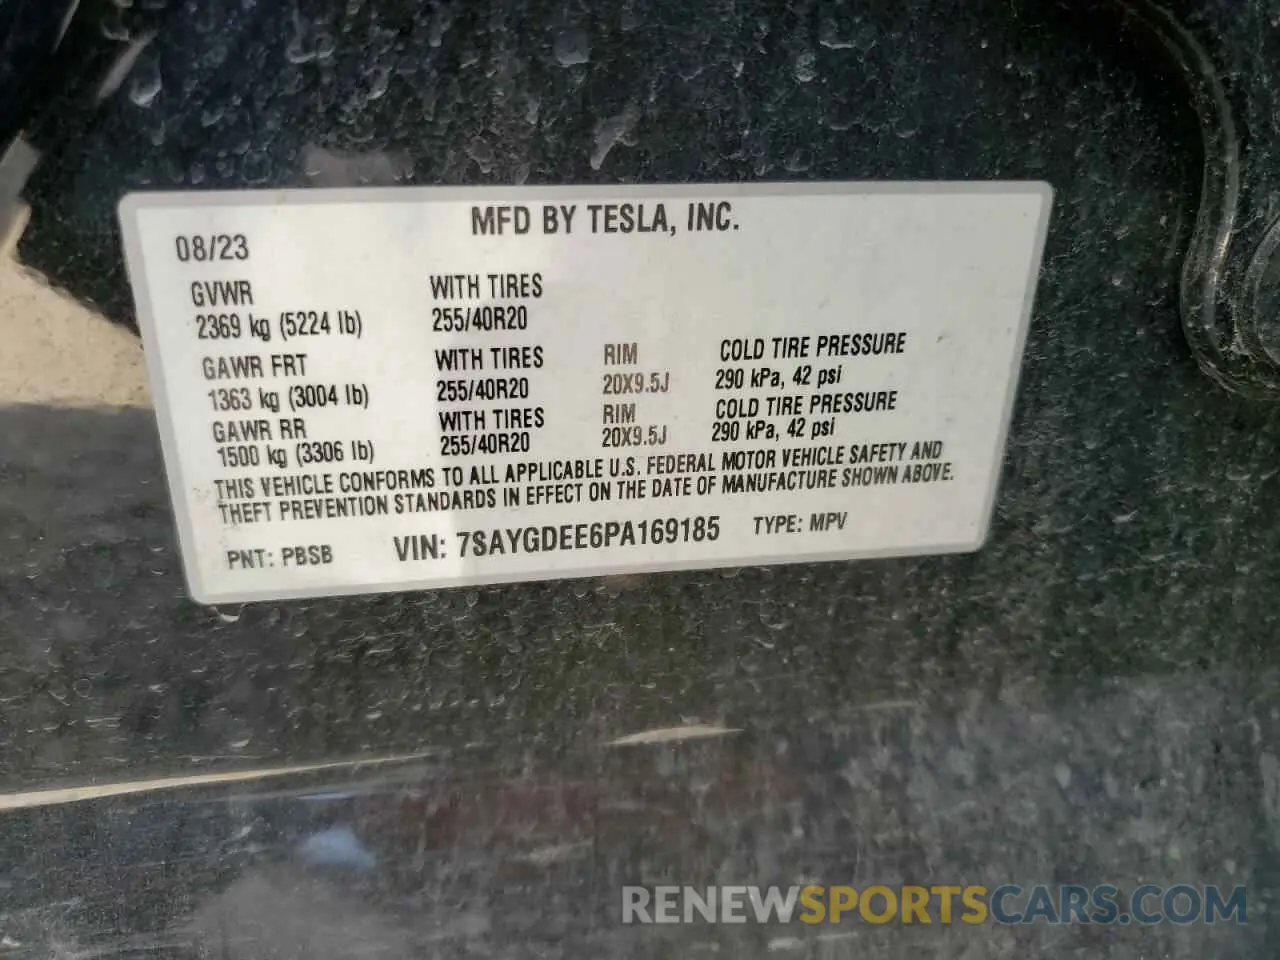 MFD BY TESLA, INC.
08/23
GVWR WITH TIRES
2369 kg (5224 lb) 255/40R20
GAWR FRT WITH TIRES RIM COLD TIRE PRESSURE
1363 kg (3004 lb) 255/40R20 20X9.5J 290 kPa, 42 psi
GAWR RR WITH TIRES RIM COLD TIRE PRESSURE
1500 kg (3306 lb) 255/40R20 20X9.5J 290 kPa, 42 psi
THIS VEHICLE CONFORMS TO ALL APPLICABLE U.S. FEDERAL MOTOR VEHICLE SAFETY AND
THEFT PREVENTION STANDARDS IN EFFECT ON THE DATE OF MANUFACTURE SHOWN ABOVE.
PNT: PBSB VIN: 7SAYGDEE6PA169185 TYPE: MPV
RENEWSPORTSCARS.COM